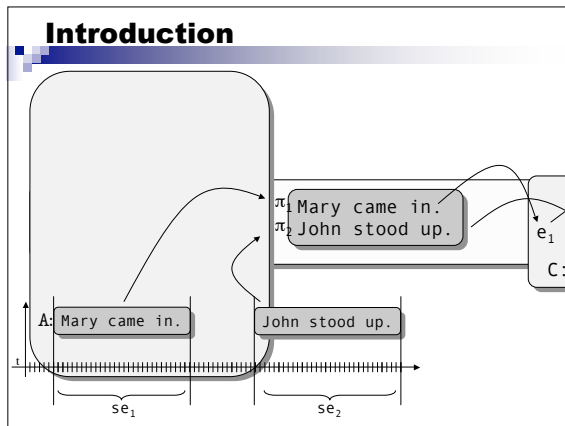 Introduction
π1 Mary came in.
π2 John stood up.
e1
C:
A: Mary came in.
John stood up.
t
se1
se2